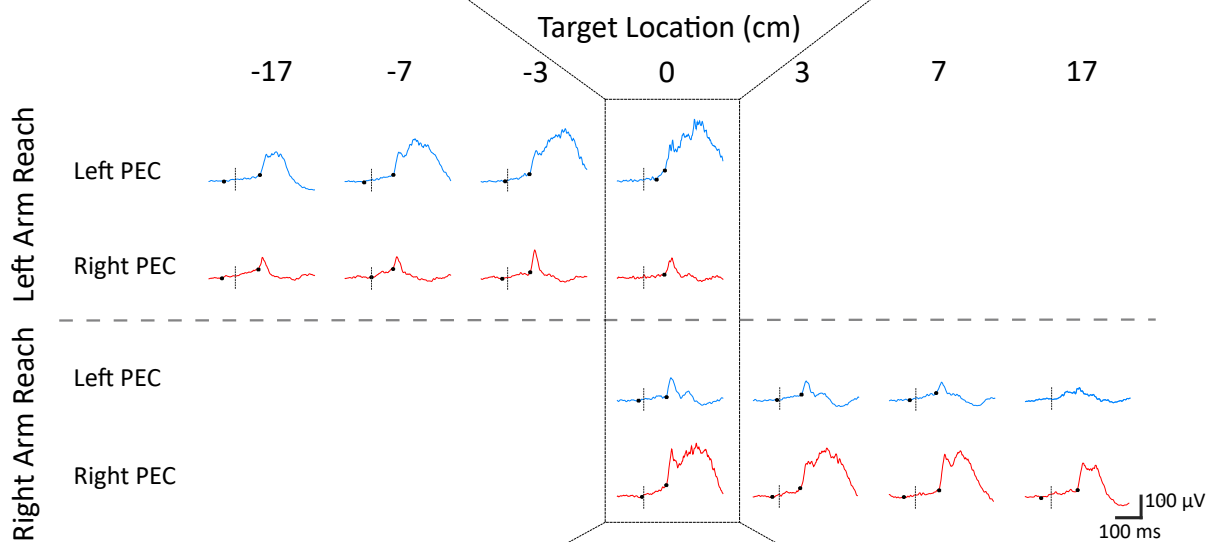 Target Location (cm)
-17 -7 -3 0 3 7 17
Left Arm Reach
Left PEC
Right PEC
Right Arm Reach
Left PEC
Right PEC
100 µV
100 ms